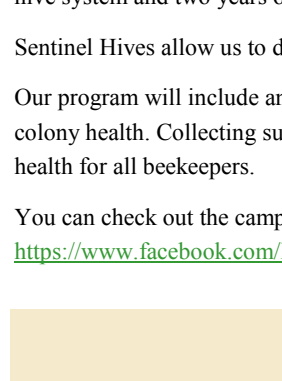 hive system and two years o
Sentinel Hives allow us to d
Our program will include an
colony health. Collecting su
health for all beekeepers.
You can check out the camp
https://www.facebook.com/